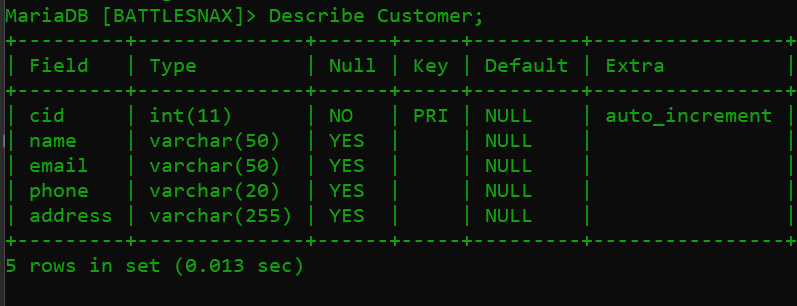 MariaDB [BATTLESNAX]> Describe Customer;
+---------+--------------+------+-----+---------+----------------+
| Field   | Type         | Null | Key | Default | Extra          |
+---------+--------------+------+-----+---------+----------------+
| cid     | int(11)      | NO   | PRI | NULL    | auto_increment |
| name    | varchar(50)  | YES  |     | NULL    |                |
| email   | varchar(50)  | YES  |     | NULL    |                |
| phone   | varchar(20)  | YES  |     | NULL    |                |
| address | varchar(255) | YES  |     | NULL    |                |
+---------+--------------+------+-----+---------+----------------+
5 rows in set (0.013 sec)